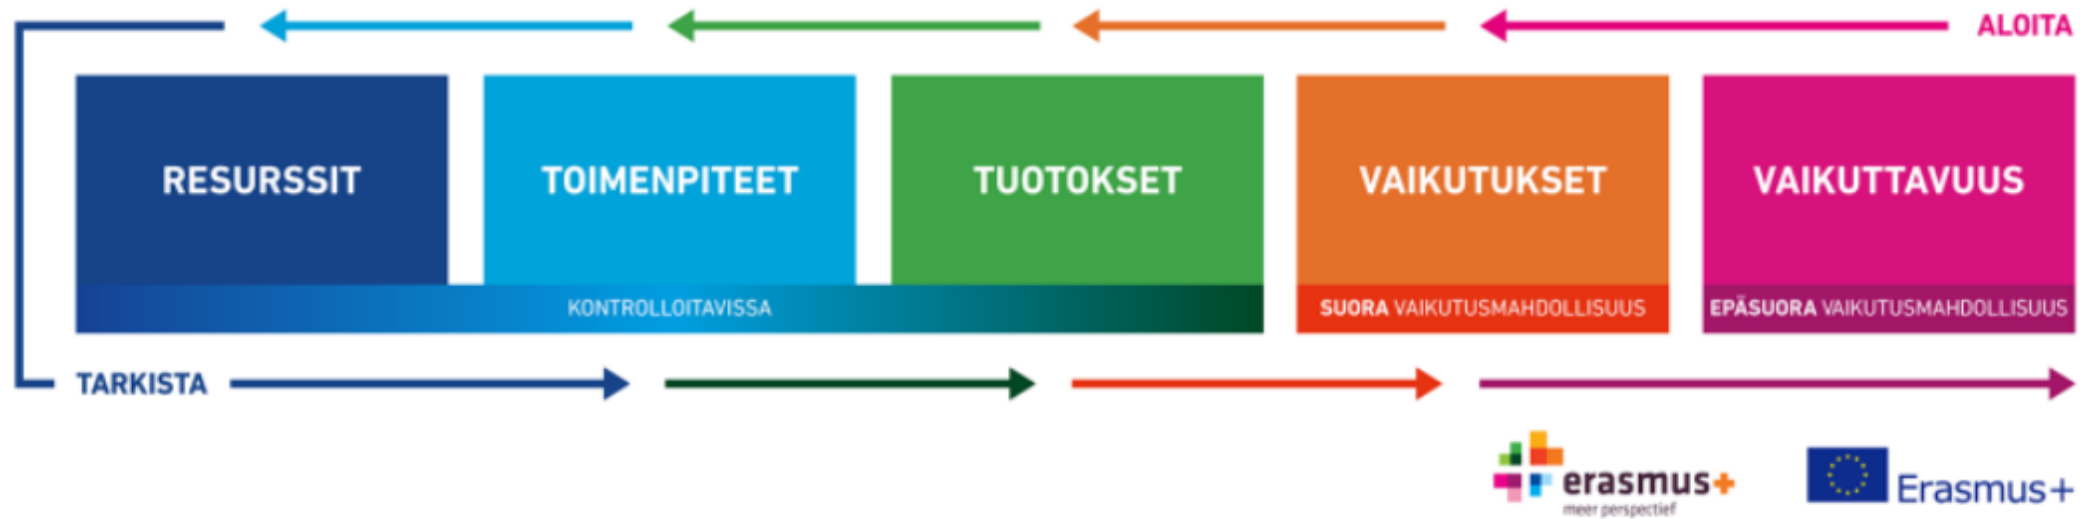 ALOITA
RESURSSIT
TOIMENPITEET
TUOTOKSET
VAIKUTUKSET
VAIKUTTAVUUS
KONTROLLOITAVISSA
SUORA VAIKUTUSMAHDOLLISUUS
EPÄSUORA VAIKUTUSMAHDOLLISUUS
TARKISTA
erasmus+
meer perspectief
Erasmus+